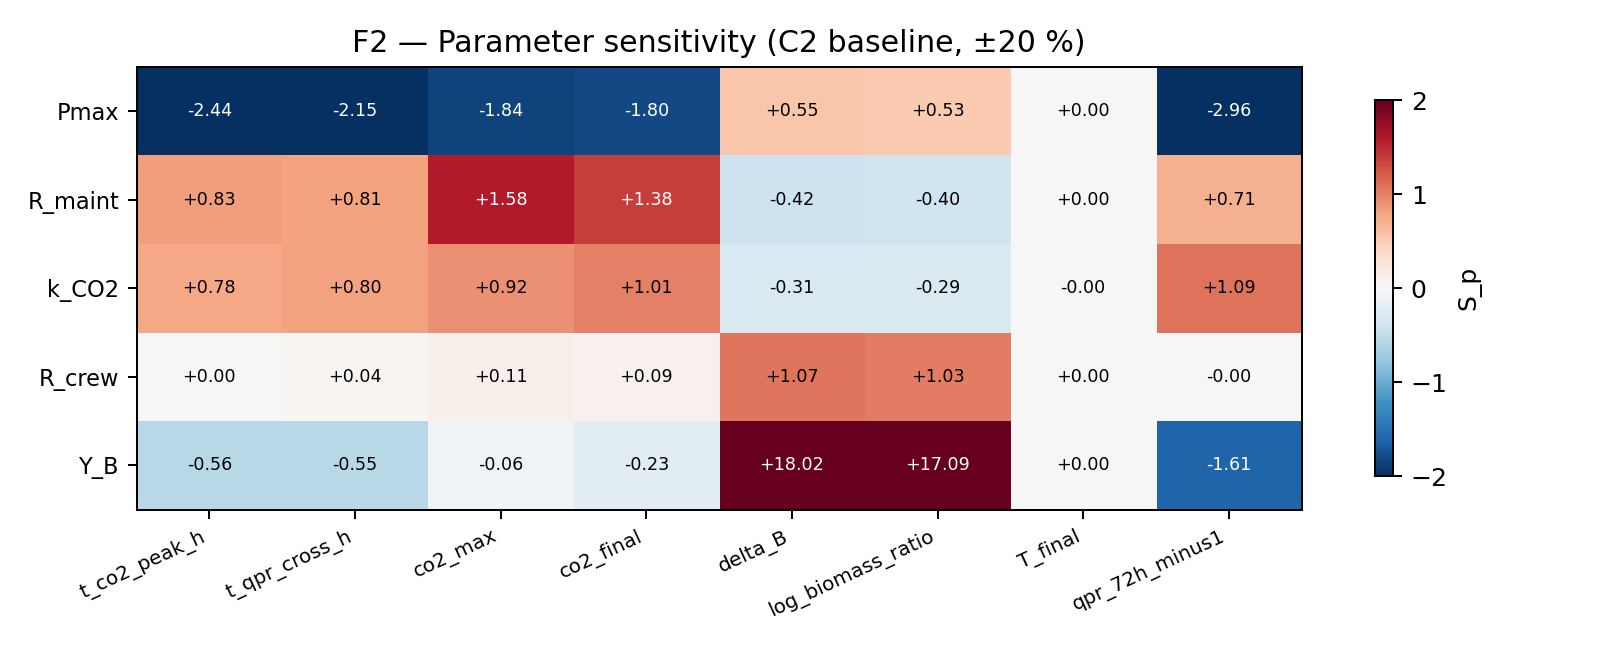 F2 — Parameter sensitivity (C2 baseline, ±20 %)
Pmax -2.44 -2.15 -1.84 -1.80 +0.55 +0.53 +0.00 -2.96
R_maint +0.83 +0.81 +1.58 +1.38 -0.42 -0.40 +0.00 +0.71
k_CO2 +0.78 +0.80 +0.92 +1.01 -0.31 -0.29 -0.00 +1.09
R_crew +0.00 +0.04 +0.11 +0.09 +1.07 +1.03 +0.00 -0.00
Y_B -0.56 -0.55 -0.06 -0.23 +18.02 +17.09 +0.00 -1.61
t_co2_peak_h t_qpr_cross_h co2_max co2_final delta_B log_biomass_ratio T_final qpr_72h_minus1
2
1
0
−1
−2
S_p